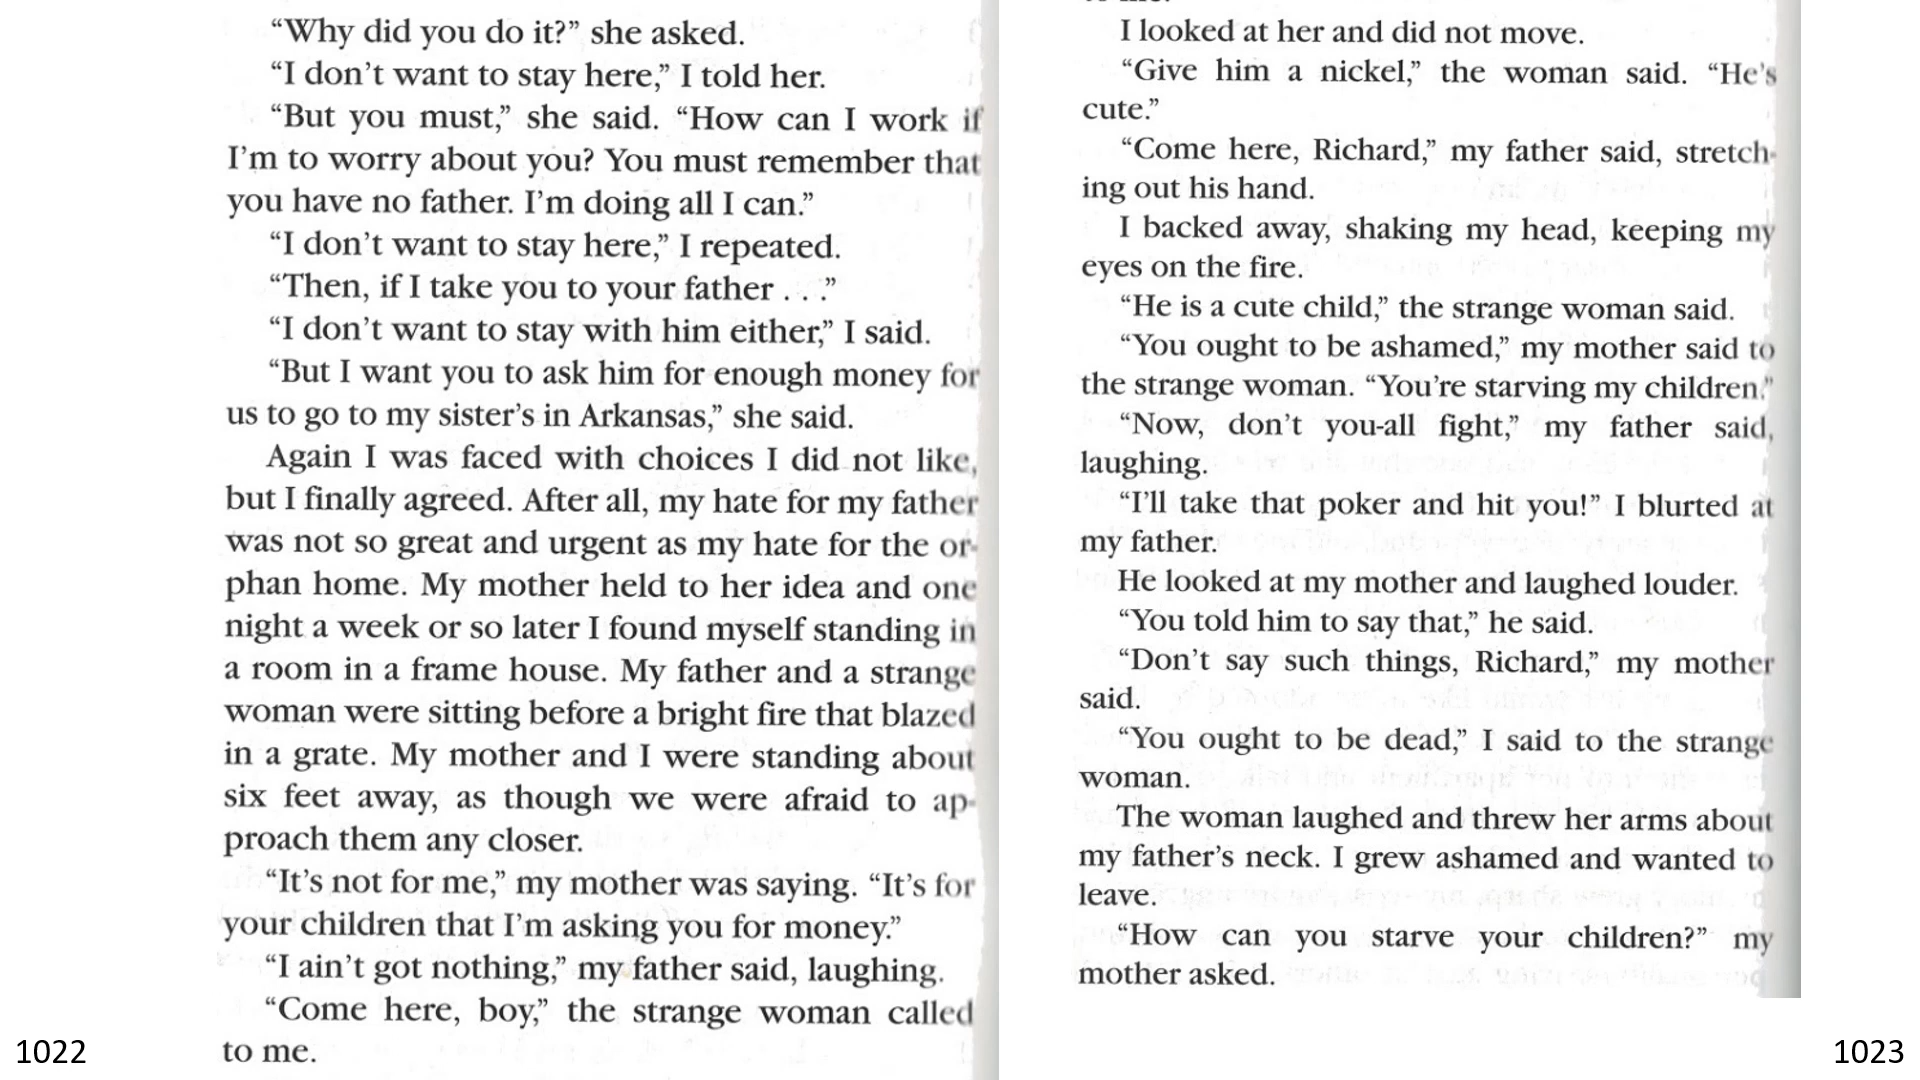 “Why did you do it?” she asked.
“I don’t want to stay here,” I told her.
“But you must,” she said. “How can I work if
I’m to worry about you? You must remember that
you have no father. I’m doing all I can.”
“I don’t want to stay here,” I repeated.
“Then, if I take you to your father . . .”
“I don’t want to stay with him either,” I said.
“But I want you to ask him for enough money for
us to go to my sister’s in Arkansas,” she said.
Again I was faced with choices I did not like,
but I finally agreed. After all, my hate for my father
was not so great and urgent as my hate for the or-
phan home. My mother held to her idea and one
night a week or so later I found myself standing in
a room in a frame house. My father and a strange
woman were sitting before a bright fire that blazed
in a grate. My mother and I were standing about
six feet away, as though we were afraid to ap-
proach them any closer.
“It’s not for me,” my mother was saying. “It’s for
your children that I’m asking you for money.”
“I ain’t got nothing,” my father said, laughing.
“Come here, boy,” the strange woman called
to me.
1022
I looked at her and did not move.
“Give him a nickel,” the woman said. “He’s
cute.”
“Come here, Richard,” my father said, stretch-
ing out his hand.
I backed away, shaking my head, keeping my
eyes on the fire.
“He is a cute child,” the strange woman said.
“You ought to be ashamed,” my mother said to
the strange woman. “You’re starving my children.”
“Now, don’t you-all fight,” my father said,
laughing.
“I’ll take that poker and hit you!” I blurted at
my father.
He looked at my mother and laughed louder.
“You told him to say that,” he said.
“Don’t say such things, Richard,” my mother
said.
“You ought to be dead,” I said to the strange
woman.
The woman laughed and threw her arms about
my father’s neck. I grew ashamed and wanted to
leave.
“How can you starve your children?” my
mother asked.
1023